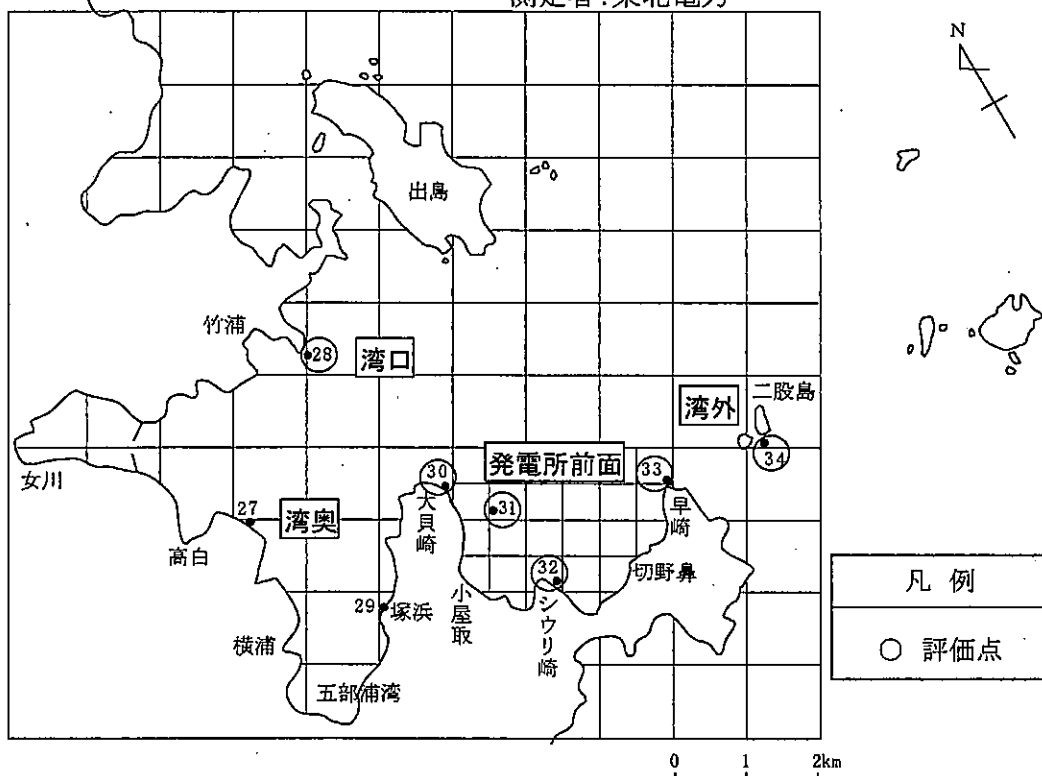 測定者:東北電力
N
出島
竹浦
28
湾口
二股島
湾外
34
女川
27
湾奥
高白
30
大貝崎
発電所前面
31
33
早崎
32
切野鼻
29
塚浜
小屋取
シウリ崎
横浦
五部浦湾
凡 例
○ 評価点
0 1 2km